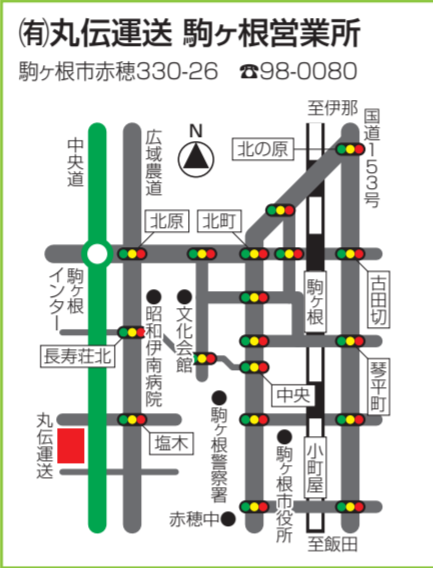 ㈲丸伝運送 駒ヶ根営業所
駒ヶ根市赤穂330-26 ☎98-0080
至伊那
国道153号
中央道
広域農道
N
北の原
北原
北町
駒ヶ根インター
駒ヶ根
古田切
昭和伊南病院
文化会館
長寿荘北
琴平町
中央
丸伝運送
塩木
駒ヶ根警察署
駒ヶ根市役所
小町屋
赤穂中
至飯田